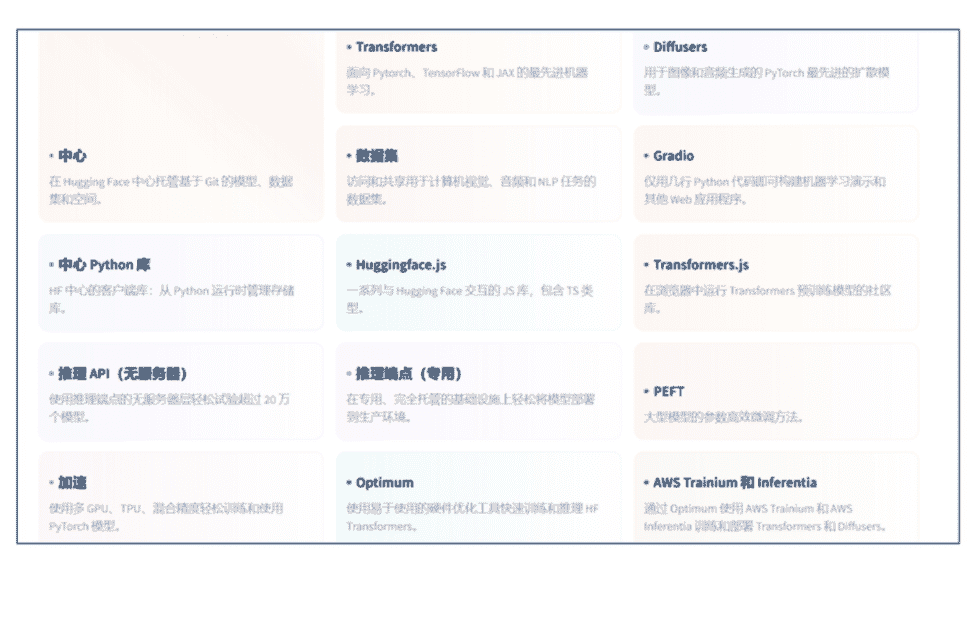 Transformers
面向 Pytorch、TensorFlow 和 JAX 的最先进机器
学习。
Diffusers
用于图像和音频生成的 PyTorch 最先进的扩散模
型。
中心
在 Hugging Face 中心托管基于 Git 的模型、数据
集和空间。
数据集
访问和共享用于计算机视觉、音频和 NLP 任务的
数据集。
Gradio
仅用几行 Python 代码即可构建机器学习演示和
其他 Web 应用程序。
中心 Python 库
HF 中心的客户端库：从 Python 运行时管理存储
库。
Huggingface.js
一系列与 Hugging Face 交互的 JS 库，包含 TS 类
型。
Transformers.js
在浏览器中运行 Transformers 预训练模型的社区
库。
推理 API（无服务器）
使用推理端点的无服务器层轻松试验超过 20 万
个模型。
推理端点（专用）
在专用、完全托管的基础设施上轻松将模型部署
到生产环境。
PEFT
大型模型的参数高效微调方法。
加速
使用多 GPU、TPU、混合精度轻松训练和使用
PyTorch 模型。
Optimum
使用易于使用的硬件优化工具快速训练和推理 HF
Transformers。
AWS Trainium 和 Inferentia
通过 Optimum 使用 AWS Trainium 和 AWS
Inferentia 训练和部署 Transformers 和 Diffusers。